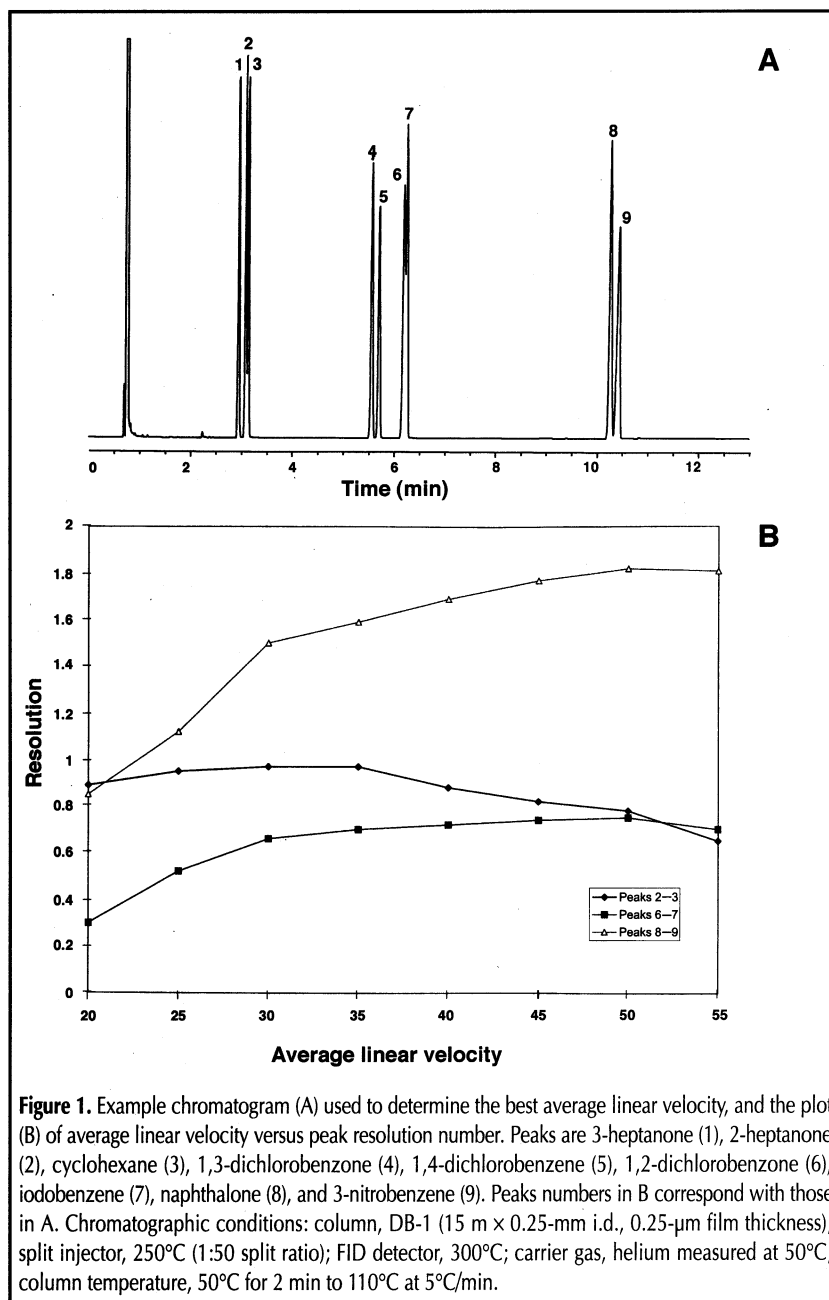 A
1
2
3
4
5
6
7
8
9
0 2 4 6 8 10 12
Time (min)
B
2
1.8
1.6
1.4
1.2
1
0.8
0.6
0.4
0.2
0
Resolution
Peaks 2–3
Peaks 6–7
Peaks 8–9
20 25 30 35 40 45 50 55
Average linear velocity
Figure 1. Example chromatogram (A) used to determine the best average linear velocity, and the plot
(B) of average linear velocity versus peak resolution number. Peaks are 3-heptanone (1), 2-heptanone
(2), cyclohexane (3), 1,3-dichlorobenzone (4), 1,4-dichlorobenzene (5), 1,2-dichlorobenzone (6),
iodobenzene (7), naphthalone (8), and 3-nitrobenzene (9). Peaks numbers in B correspond with those
in A. Chromatographic conditions: column, DB-1 (15 m × 0.25-mm i.d., 0.25-µm film thickness),
split injector, 250°C (1:50 split ratio); FID detector, 300°C; carrier gas, helium measured at 50°C,
column temperature, 50°C for 2 min to 110°C at 5°C/min.